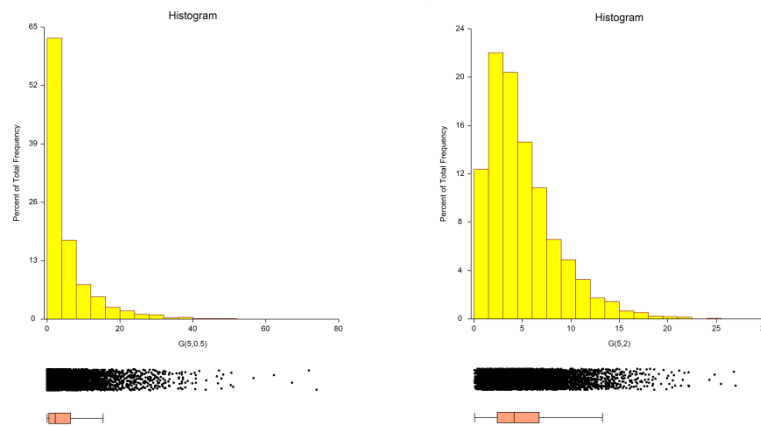 Histogram
Percent of Total Frequency
65
52
39
26
13
0
0 20 40 60 80
G(5,0.5)
Histogram
Percent of Total Frequency
24
20
16
12
8
4
0
0 5 10 15 20 25
G(5,2)